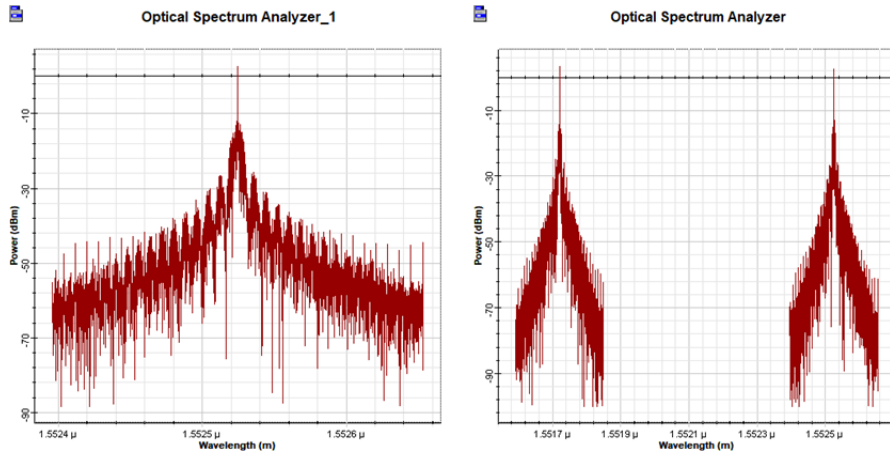 Optical Spectrum Analyzer_1
Power (dBm)
-10
-30
-50
-70
-90
1.5524 µ
1.5525 µ
1.5526 µ
Wavelength (m)
Optical Spectrum Analyzer
Power (dBm)
-10
-30
-50
-70
-90
1.5517 µ
1.5519 µ
1.5521 µ
1.5523 µ
1.5525 µ
Wavelength (m)